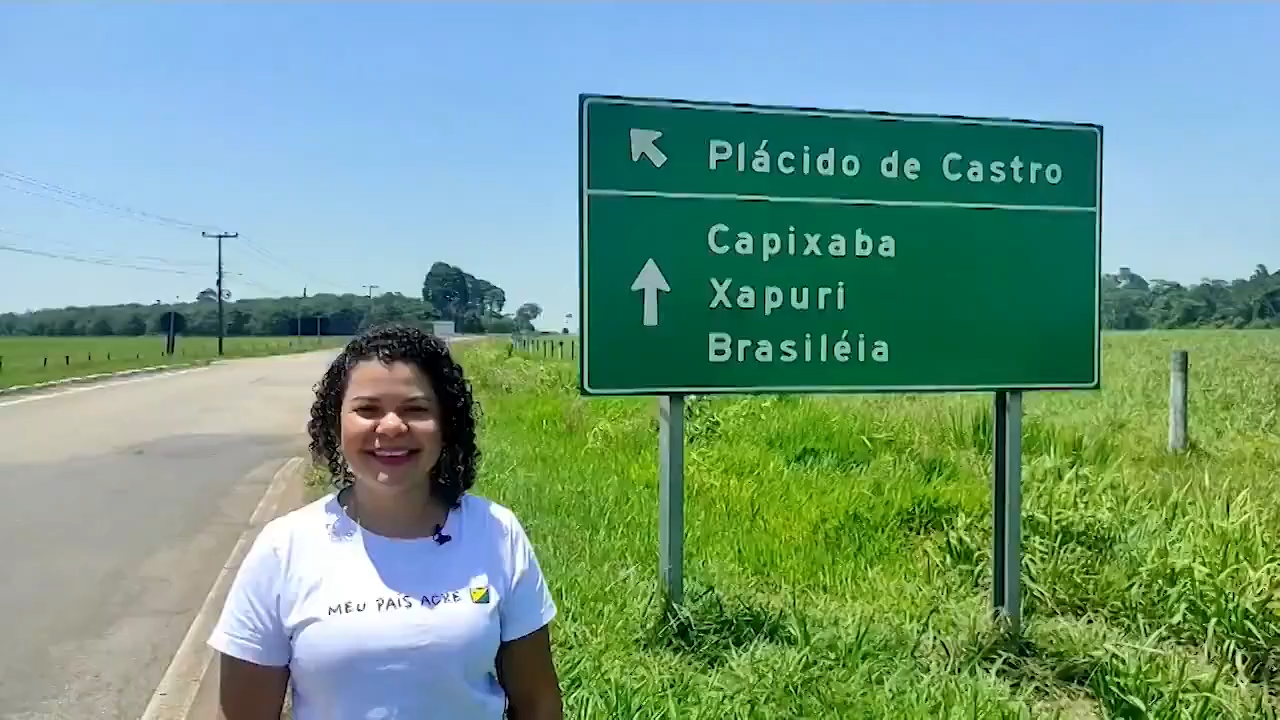 Plácido de Castro
Capixaba
Xapuri
Brasiléia
MEU PAÍS ACRE